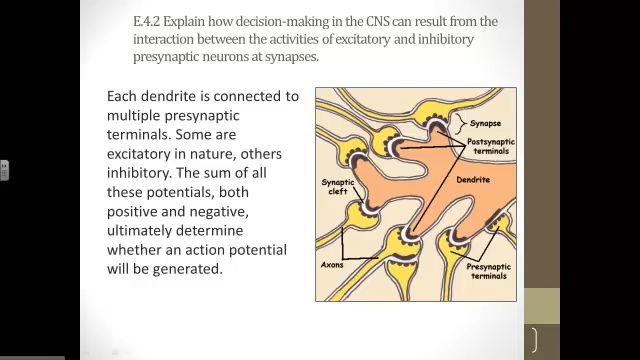 E.4.2 Explain how decision-making in the CNS can result from the
interaction between the activities of excitatory and inhibitory
presynaptic neurons at synapses.
Each dendrite is connected to
multiple presynaptic
terminals. Some are
excitatory in nature, others
inhibitory. The sum of all
these potentials, both
positive and negative,
ultimately determine
whether an action potential
will be generated.
Synapse
Postsynaptic
terminals
Dendrite
Synaptic
cleft
Axons
Presynaptic
terminals